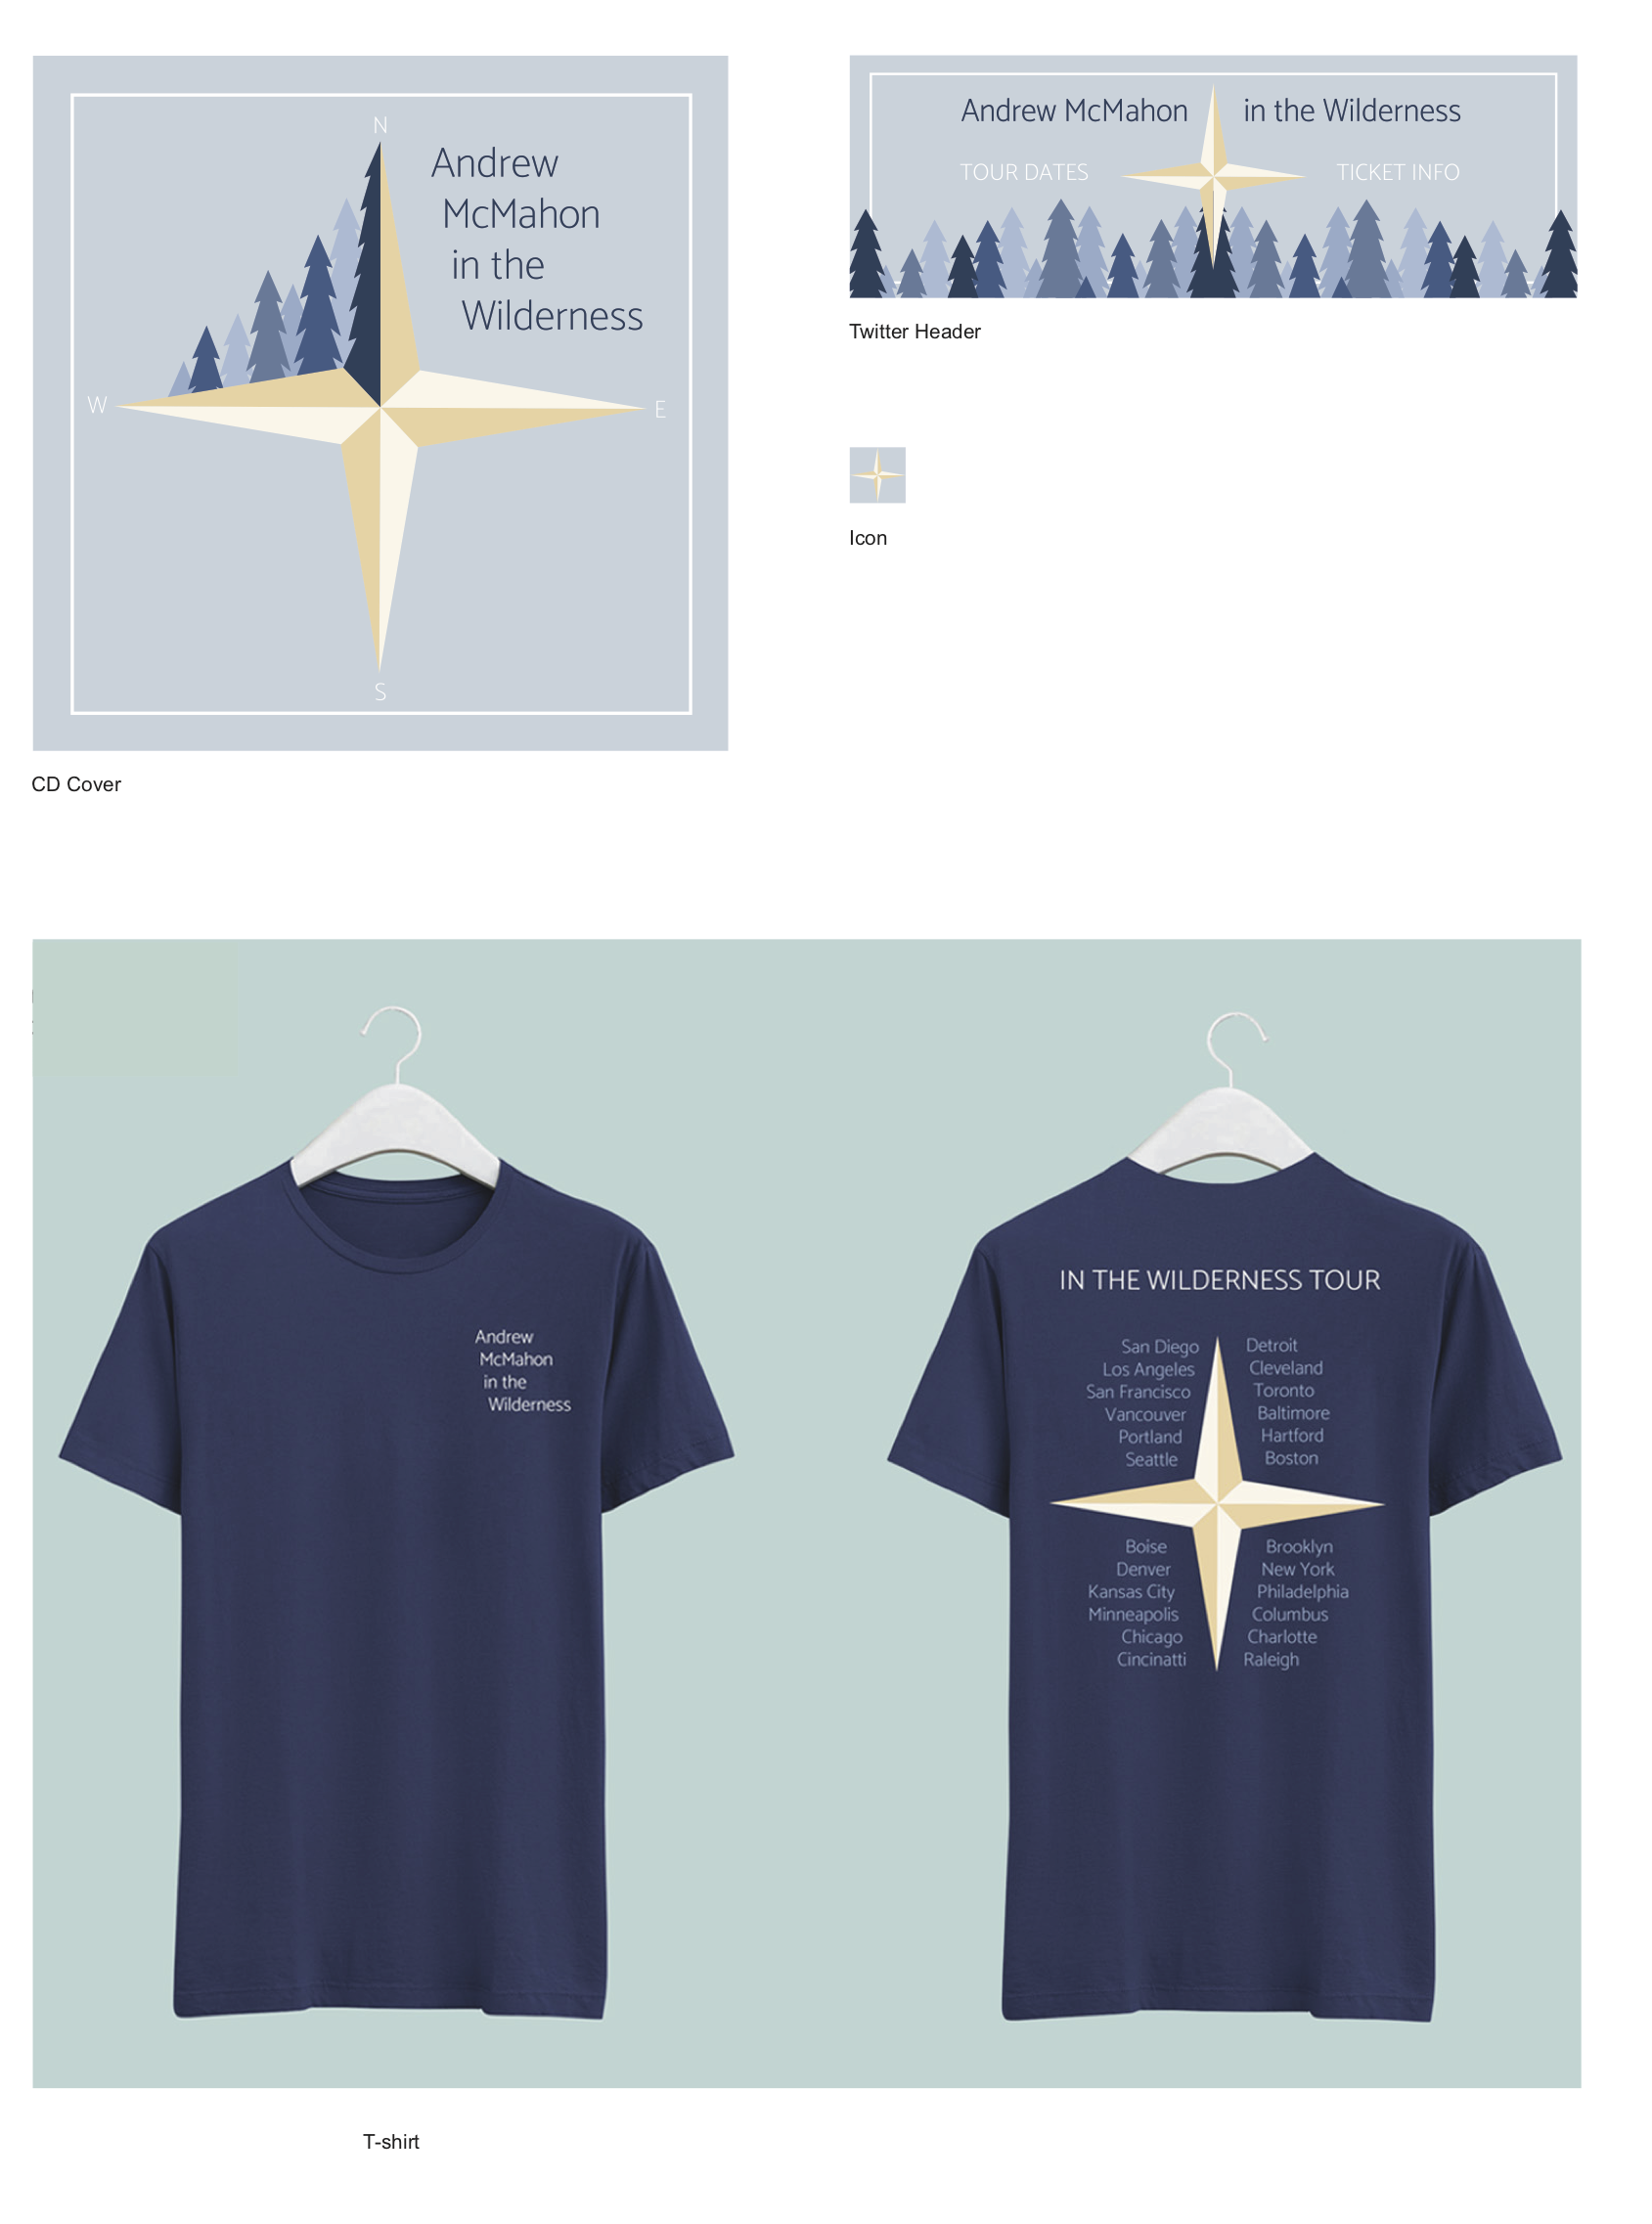 N
Andrew
McMahon
in the
Wilderness
W
E
S
CD Cover
Andrew McMahon in the Wilderness
TOUR DATES
TICKET INFO
Twitter Header
Icon
Andrew
McMahon
in the
Wilderness
IN THE WILDERNESS TOUR
San Diego
Los Angeles
San Francisco
Vancouver
Portland
Seattle
Detroit
Cleveland
Toronto
Baltimore
Hartford
Boston
Boise
Denver
Kansas City
Minneapolis
Chicago
Cincinatti
Brooklyn
New York
Philadelphia
Columbus
Charlotte
Raleigh
T-shirt